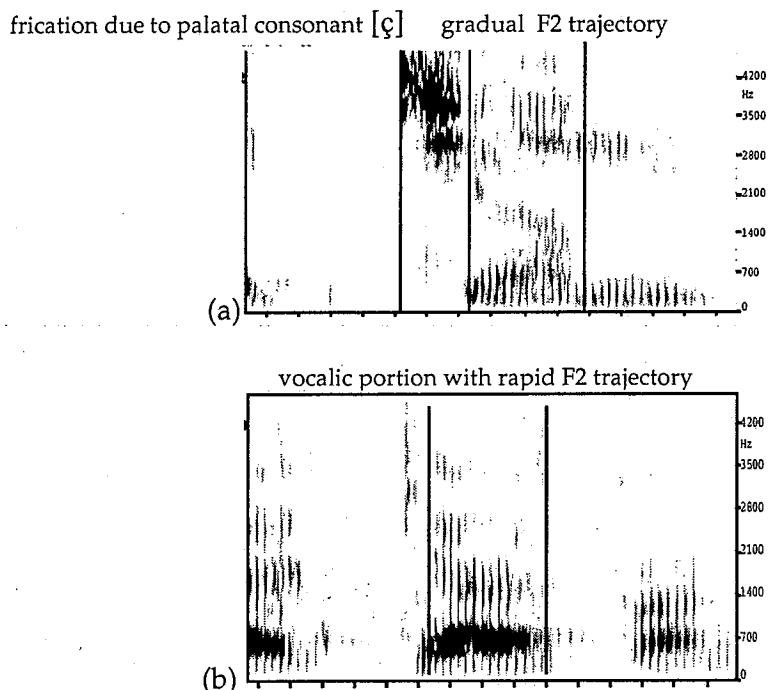 frication due to palatal consonant [ç] gradual F2 trajectory
4200
Hz
3500
2800
2100
1400
700
0
(a)
vocalic portion with rapid F2 trajectory
4200
Hz
3500
2800
2100
1400
700
0
(b)